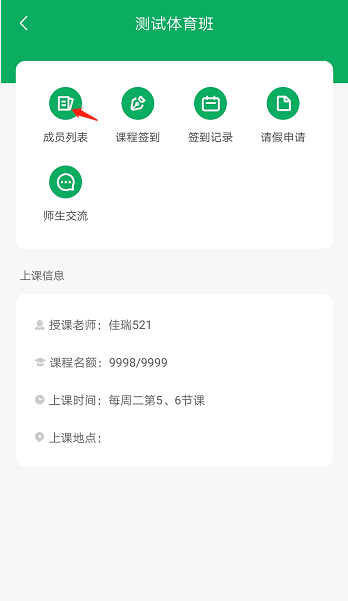 测试体育班
成员列表 课程签到 签到记录 请假申请
师生交流
上课信息
授课老师：佳瑞521
课程名额：9998/9999
上课时间：每周二第5、6节课
上课地点：